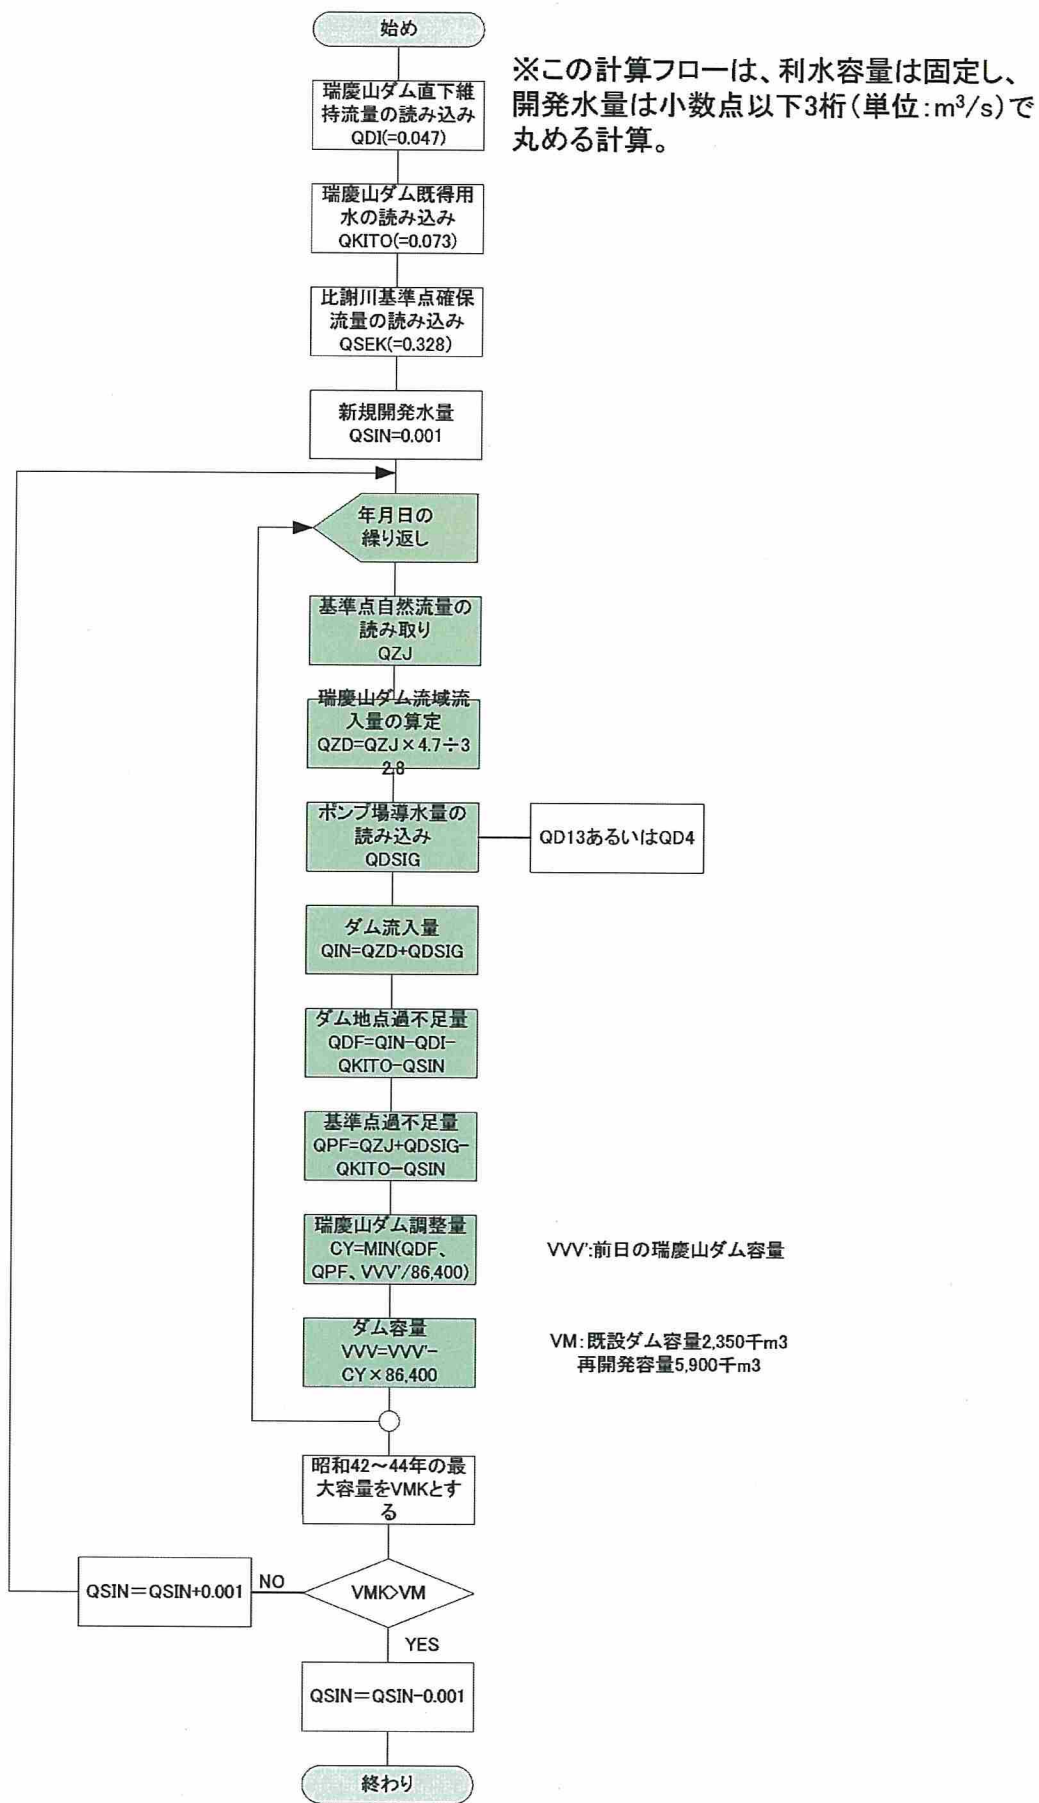 始め
※この計算フローは、利水容量は固定し、
開発水量は小数点以下3桁(単位:m³/s)で
丸める計算。
瑞慶山ダム直下維
持流量の読み込み
QDI(=0.047)
瑞慶山ダム既得用
水の読み込み
QKITO(=0.073)
比謝川基準点確保
流量の読み込み
QSEK(=0.328)
新規開発水量
QSIN=0.001
年月日の
繰り返し
基準点自然流量の
読み取り
QZJ
瑞慶山ダム流域流
入量の算定
QZD=QZJ×4.7÷3
2.8
ポンプ場導水量の
読み込み
QDSIG
QD13あるいはQD4
ダム流入量
QIN=QZD+QDSIG
ダム地点過不足量
QDF=QIN-QDI-
QKITO-QSIN
基準点過不足量
QPF=QZJ+QDSIG-
QKITO-QSIN
瑞慶山ダム調整量
CY=MIN(QDF、
QPF、VVV'/86,400)
VVV':前日の瑞慶山ダム容量
ダム容量
VVV=VVV'-
CY×86,400
VM:既設ダム容量2,350千m3
再開発容量5,900千m3
昭和42~44年の最
大容量をVMKとす
る
VMK>VM
NO
QSIN=QSIN+0.001
YES
QSIN=QSIN-0.001
終わり